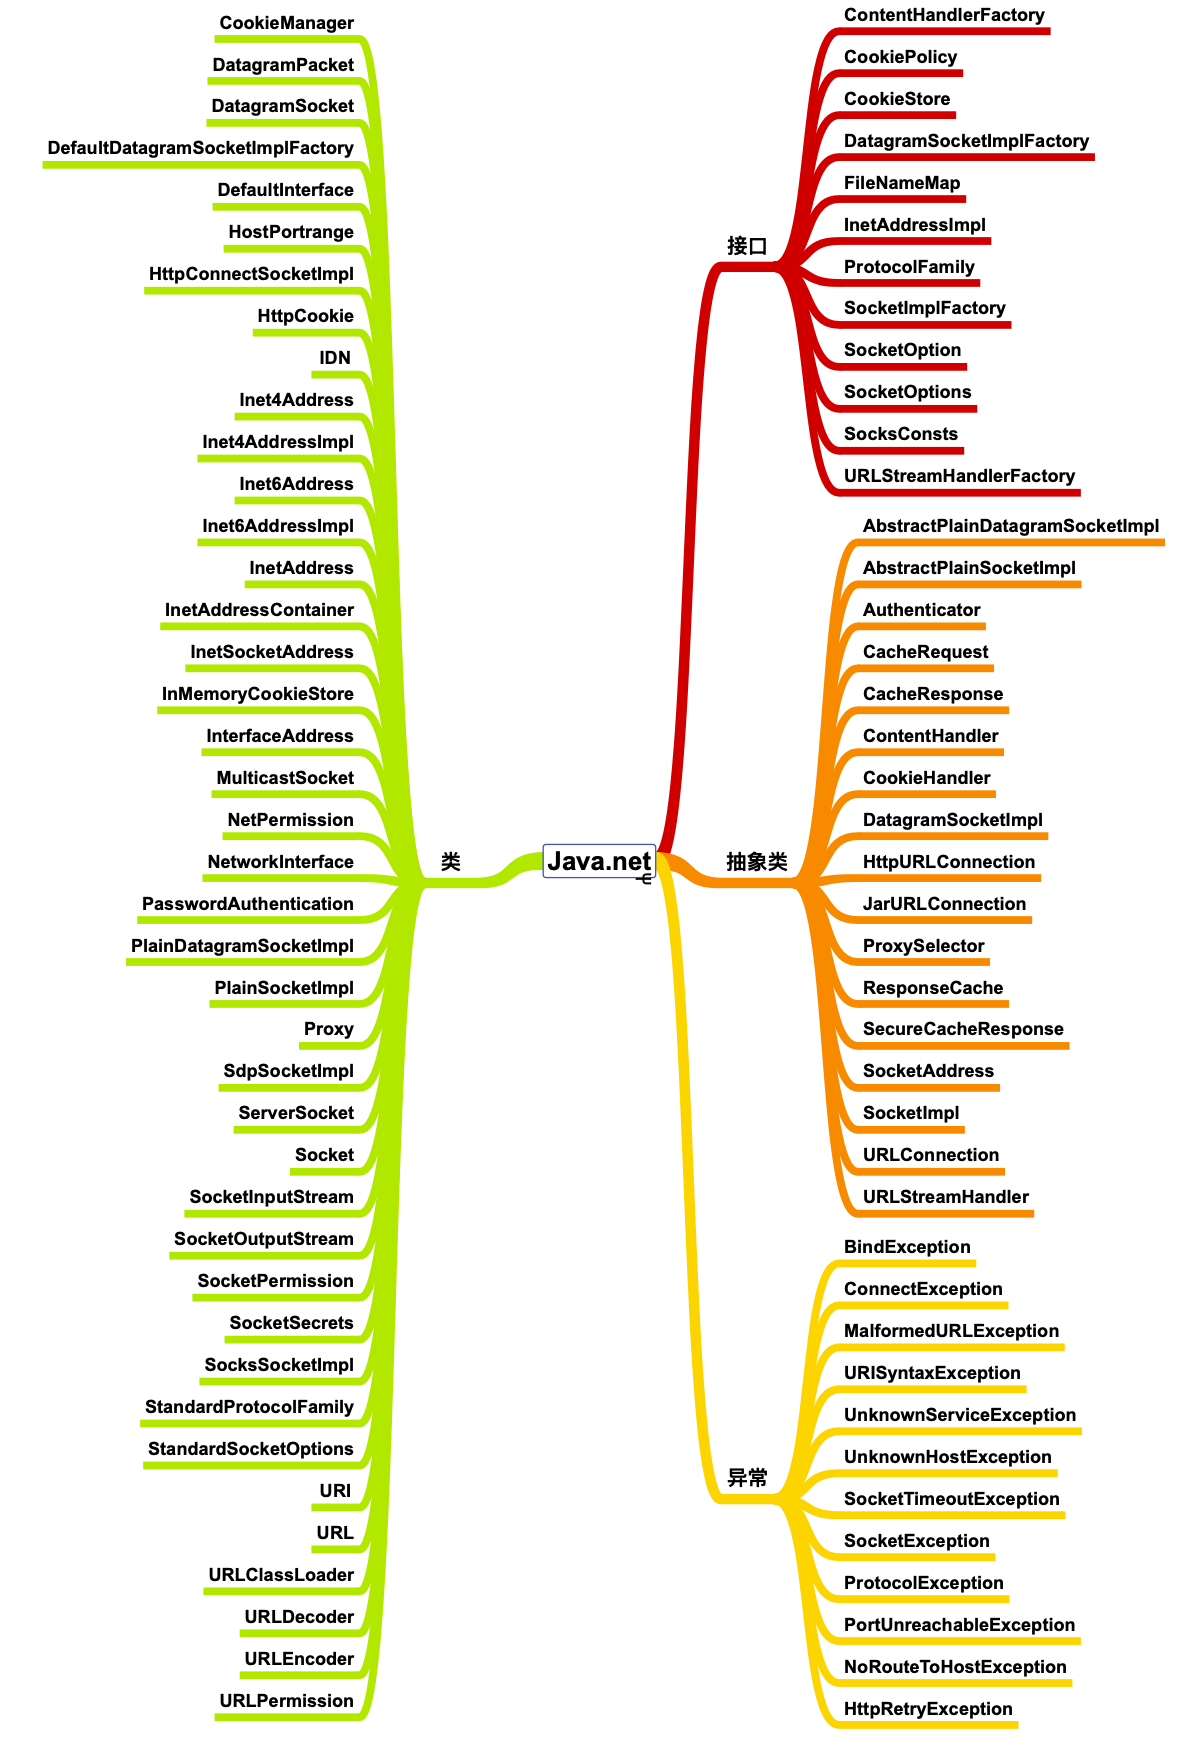 Java.net
类
CookieManager
DatagramPacket
DatagramSocket
DefaultDatagramSocketImplFactory
DefaultInterface
HostPortrange
HttpConnectSocketImpl
HttpCookie
IDN
Inet4Address
Inet4AddressImpl
Inet6Address
Inet6AddressImpl
InetAddress
InetAddressContainer
InetSocketAddress
InMemoryCookieStore
InterfaceAddress
MulticastSocket
NetPermission
NetworkInterface
PasswordAuthentication
PlainDatagramSocketImpl
PlainSocketImpl
Proxy
SdpSocketImpl
ServerSocket
Socket
SocketInputStream
SocketOutputStream
SocketPermission
SocketSecrets
SocksSocketImpl
StandardProtocolFamily
StandardSocketOptions
URI
URL
URLClassLoader
URLDecoder
URLEncoder
URLPermission
接口
ContentHandlerFactory
CookiePolicy
CookieStore
DatagramSocketImplFactory
FileNameMap
InetAddressImpl
ProtocolFamily
SocketImplFactory
SocketOption
SocketOptions
SocksConsts
URLStreamHandlerFactory
抽象类
AbstractPlainDatagramSocketImpl
AbstractPlainSocketImpl
Authenticator
CacheRequest
CacheResponse
ContentHandler
CookieHandler
DatagramSocketImpl
HttpURLConnection
JarURLConnection
ProxySelector
ResponseCache
SecureCacheResponse
SocketAddress
SocketImpl
URLConnection
URLStreamHandler
异常
BindException
ConnectException
MalformedURLException
URISyntaxException
UnknownServiceException
UnknownHostException
SocketTimeoutException
SocketException
ProtocolException
PortUnreachableException
NoRouteToHostException
HttpRetryException